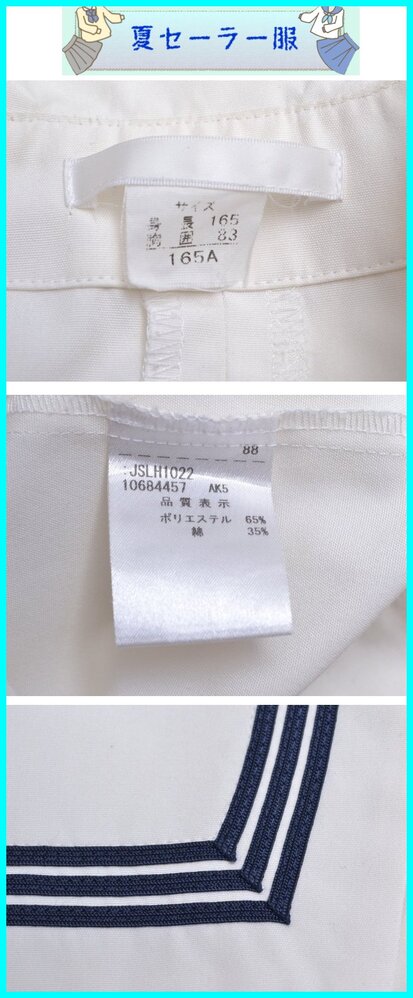 夏セーラー服
サイズ
身長 165
胸囲 83
165A
88
:JSLH1022
10684457 AK5
品質表示
ポリエステル 65%
綿 35%